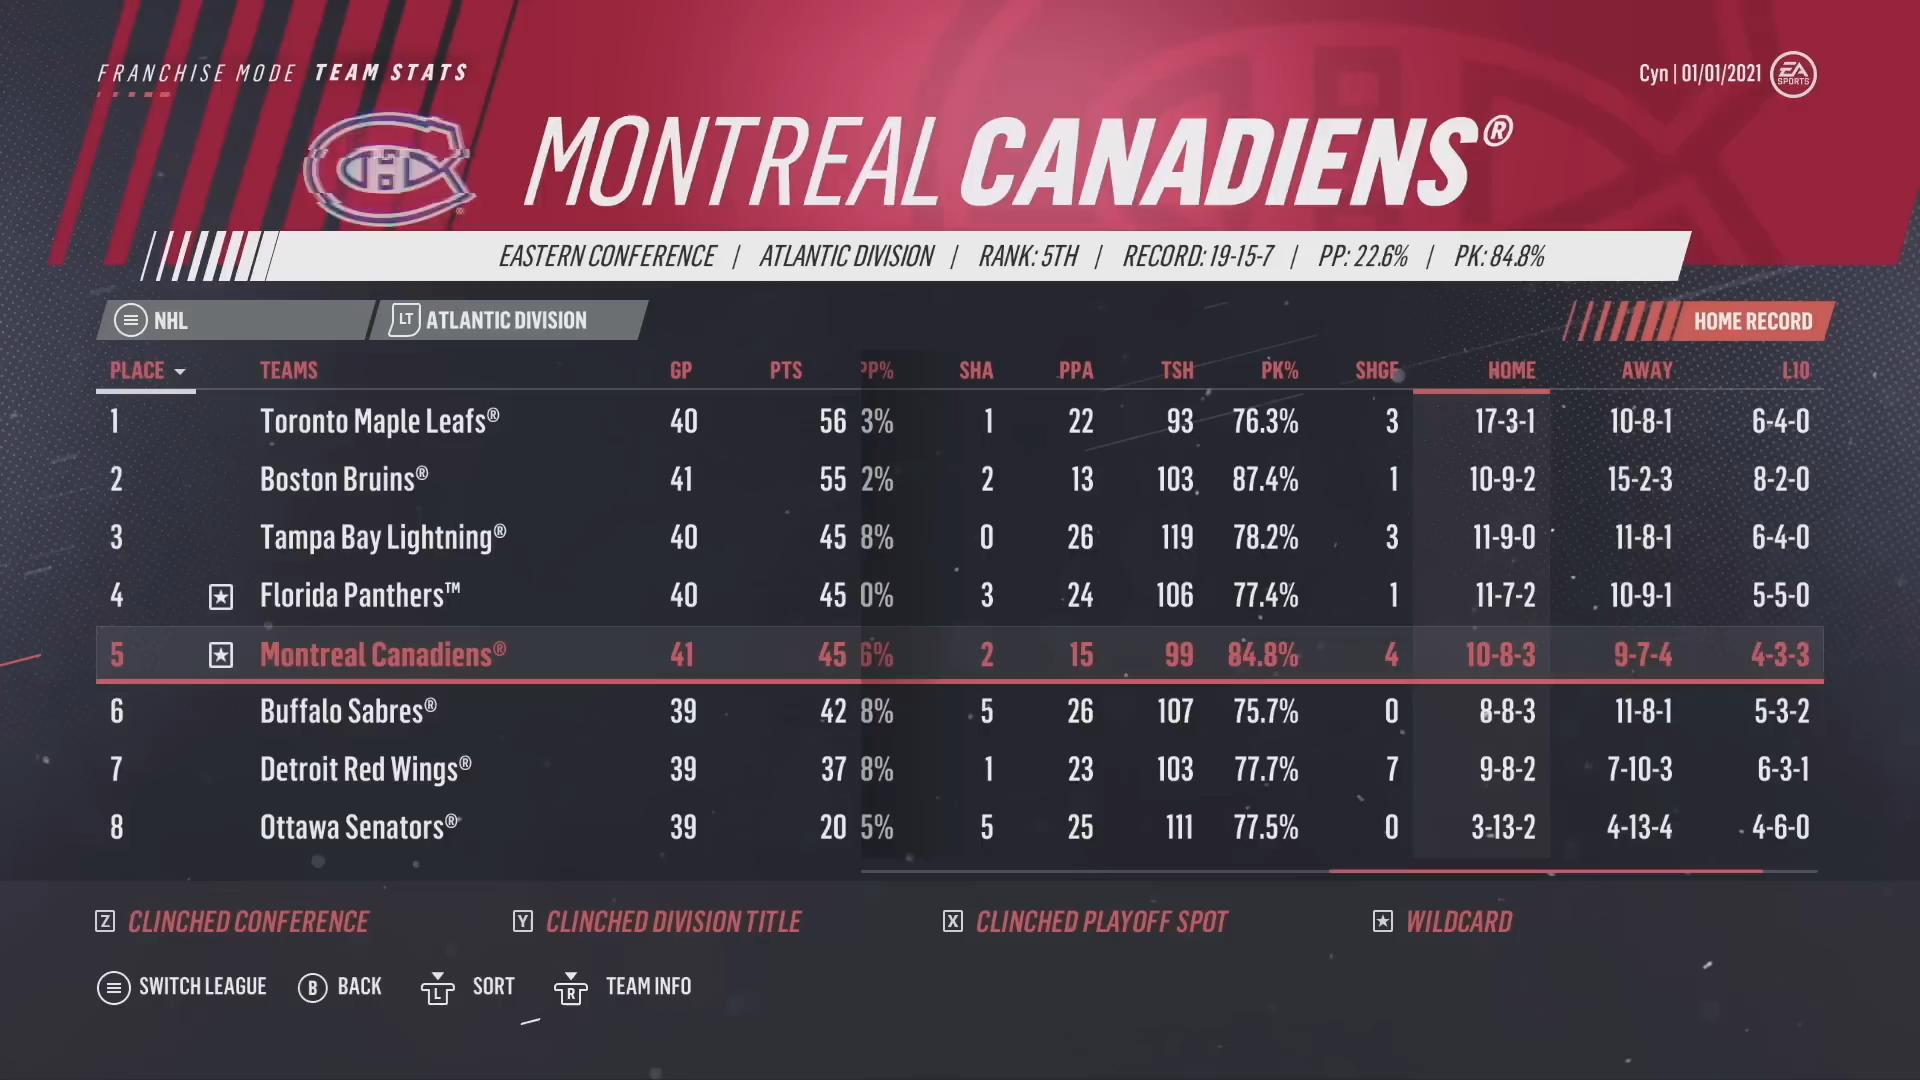 FRANCHISE MODE TEAM STATS
Cyn | 01/01/2021
EA SPORTS
MONTREAL CANADIENS®
EASTERN CONFERENCE / ATLANTIC DIVISION / RANK: 5TH / RECORD: 19-15-7 / PP: 22.6% / PK: 84.8%
NHL LT ATLANTIC DIVISION HOME RECORD
PLACE TEAMS GP PTS PP% SHA PPA TSH PK% SHGF HOME AWAY L10
1 Toronto Maple Leafs® 40 56 3% 1 22 93 76.3% 3 17-3-1 10-8-1 6-4-0
2 Boston Bruins® 41 55 2% 2 13 103 87.4% 1 10-9-2 15-2-3 8-2-0
3 Tampa Bay Lightning® 40 45 8% 0 26 119 78.2% 3 11-9-0 11-8-1 6-4-0
4 Florida Panthers™ 40 45 0% 3 24 106 77.4% 1 11-7-2 10-9-1 5-5-0
5 Montreal Canadiens® 41 45 6% 2 15 99 84.8% 4 10-8-3 9-7-4 4-3-3
6 Buffalo Sabres® 39 42 8% 5 26 107 75.7% 0 8-8-3 11-8-1 5-3-2
7 Detroit Red Wings® 39 37 8% 1 23 103 77.7% 7 9-8-2 7-10-3 6-3-1
8 Ottawa Senators® 39 20 5% 5 25 111 77.5% 0 3-13-2 4-13-4 4-6-0
Z CLINCHED CONFERENCE Y CLINCHED DIVISION TITLE X CLINCHED PLAYOFF SPOT WILDCARD
SWITCH LEAGUE B BACK L SORT R TEAM INFO